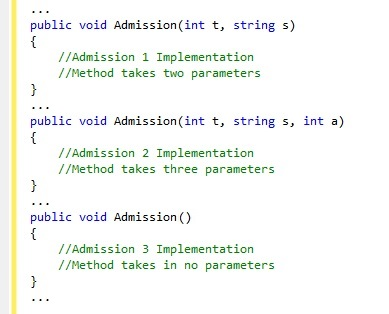 ...
public void Admission(int t, string s)
{
//Admission 1 Implementation
//Method takes two parameters
}
...
public void Admission(int t, string s, int a)
{
//Admission 2 Implementation
//Method takes three parameters
}
...
public void Admission()
{
//Admission 3 Implementation
//Method takes in no parameters
}
...